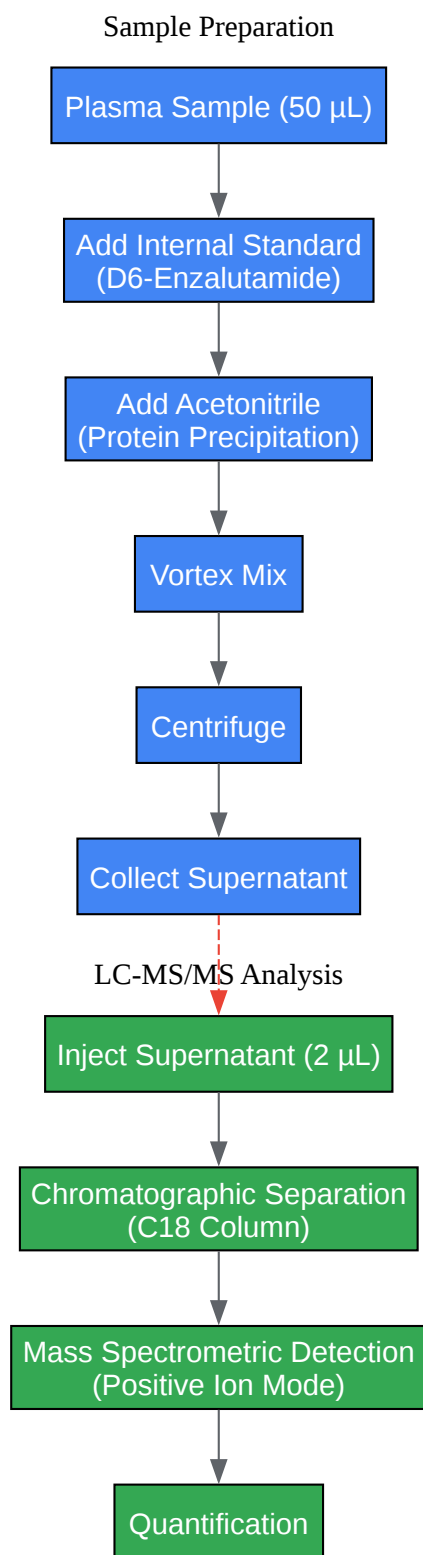 Sample Preparation
Plasma Sample (50 µL)
Add Internal Standard
(D6-Enzalutamide)
Add Acetonitrile
(Protein Precipitation)
Vortex Mix
Centrifuge
Collect Supernatant
LC-MS/MS Analysis
Inject Supernatant (2 µL)
Chromatographic Separation
(C18 Column)
Mass Spectrometric Detection
(Positive Ion Mode)
Quantification